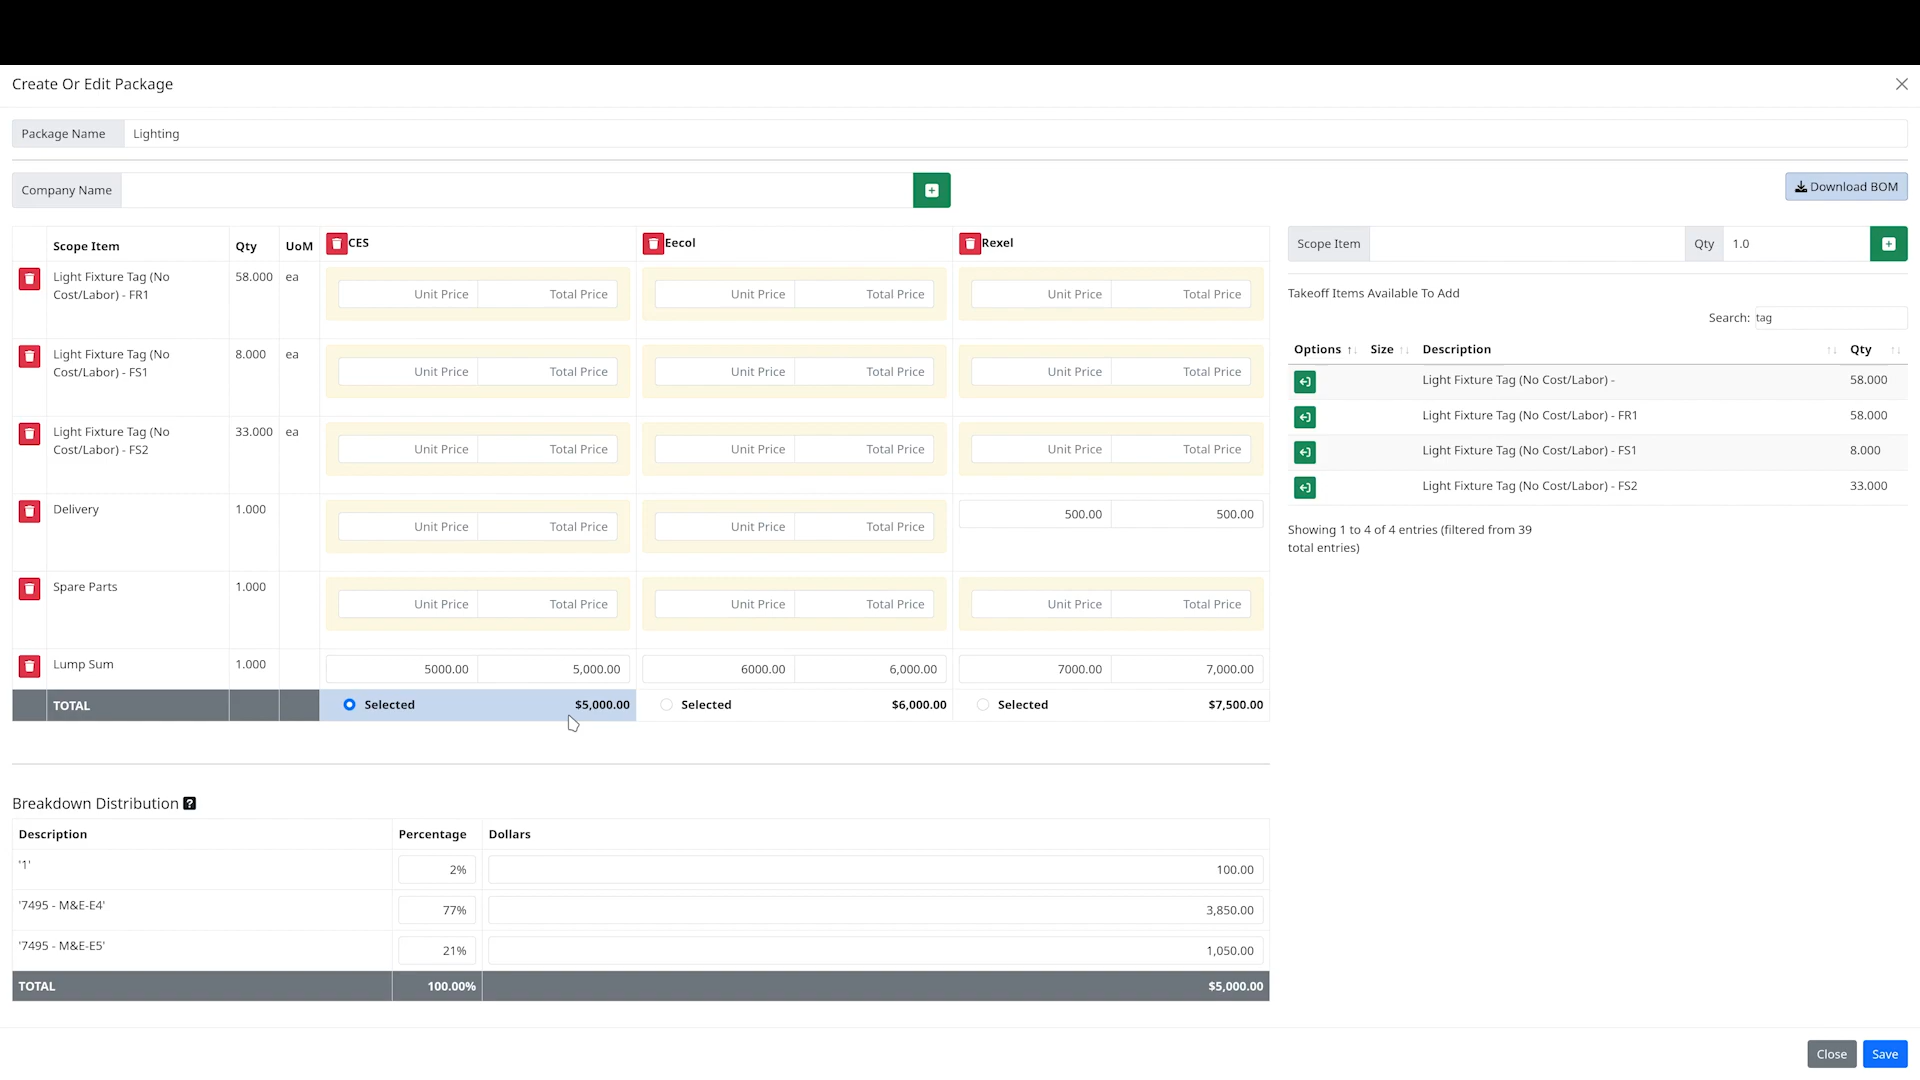 Create Or Edit Package
Package Name Lighting
Company Name
Download BOM
Scope Item Qty UoM CES Eecol Rexel
Light Fixture Tag (No 58.000 ea
Cost/Labor) - FR1
Unit Price Total Price Unit Price Total Price Unit Price Total Price
Light Fixture Tag (No 8.000 ea
Cost/Labor) - FS1
Unit Price Total Price Unit Price Total Price Unit Price Total Price
Light Fixture Tag (No 33.000 ea
Cost/Labor) - FS2
Unit Price Total Price Unit Price Total Price Unit Price Total Price
Delivery 1.000
Unit Price Total Price Unit Price Total Price 500.00 500.00
Spare Parts 1.000
Unit Price Total Price Unit Price Total Price Unit Price Total Price
Lump Sum 1.000 5000.00 5,000.00 6000.00 6,000.00 7000.00 7,000.00
TOTAL Selected $5,000.00 Selected $6,000.00 Selected $7,500.00
Scope Item Qty 1.0
Takeoff Items Available To Add
Search: tag
Options Size Description Qty
Light Fixture Tag (No Cost/Labor) - 58.000
Light Fixture Tag (No Cost/Labor) - FR1 58.000
Light Fixture Tag (No Cost/Labor) - FS1 8.000
Light Fixture Tag (No Cost/Labor) - FS2 33.000
Showing 1 to 4 of 4 entries (filtered from 39
total entries)
Breakdown Distribution ?
Description Percentage Dollars
'1' 2% 100.00
'7495 - M&E-E4' 77% 3,850.00
'7495 - M&E-E5' 21% 1,050.00
TOTAL 100.00% $5,000.00
Close Save